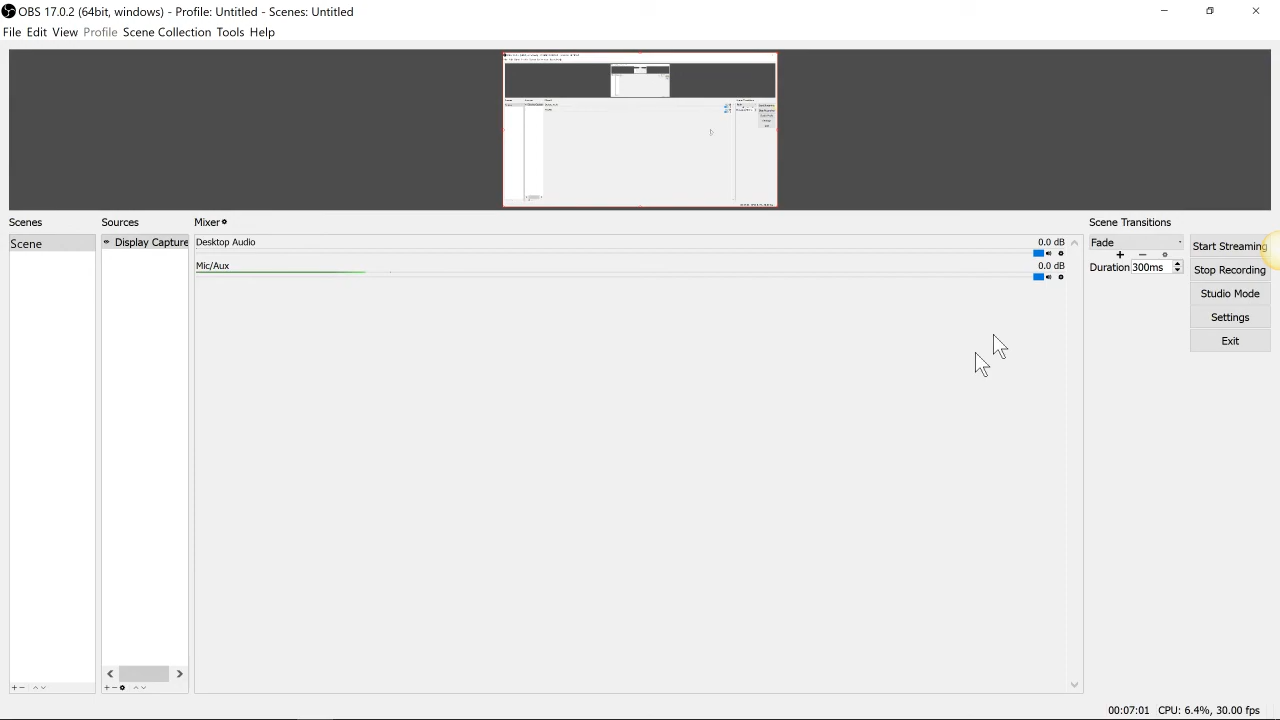 OBS 17.0.2 (64bit, windows) - Profile: Untitled - Scenes: Untitled
File Edit View Profile Scene Collection Tools Help
Scenes
Scene
Sources
Display Capture
Mixer
Desktop Audio 0.0 dB
Mic/Aux 0.0 dB
Scene Transitions
Fade
Duration 300ms
Start Streaming
Stop Recording
Studio Mode
Settings
Exit
00:07:01 CPU: 6.4%, 30.00 fps